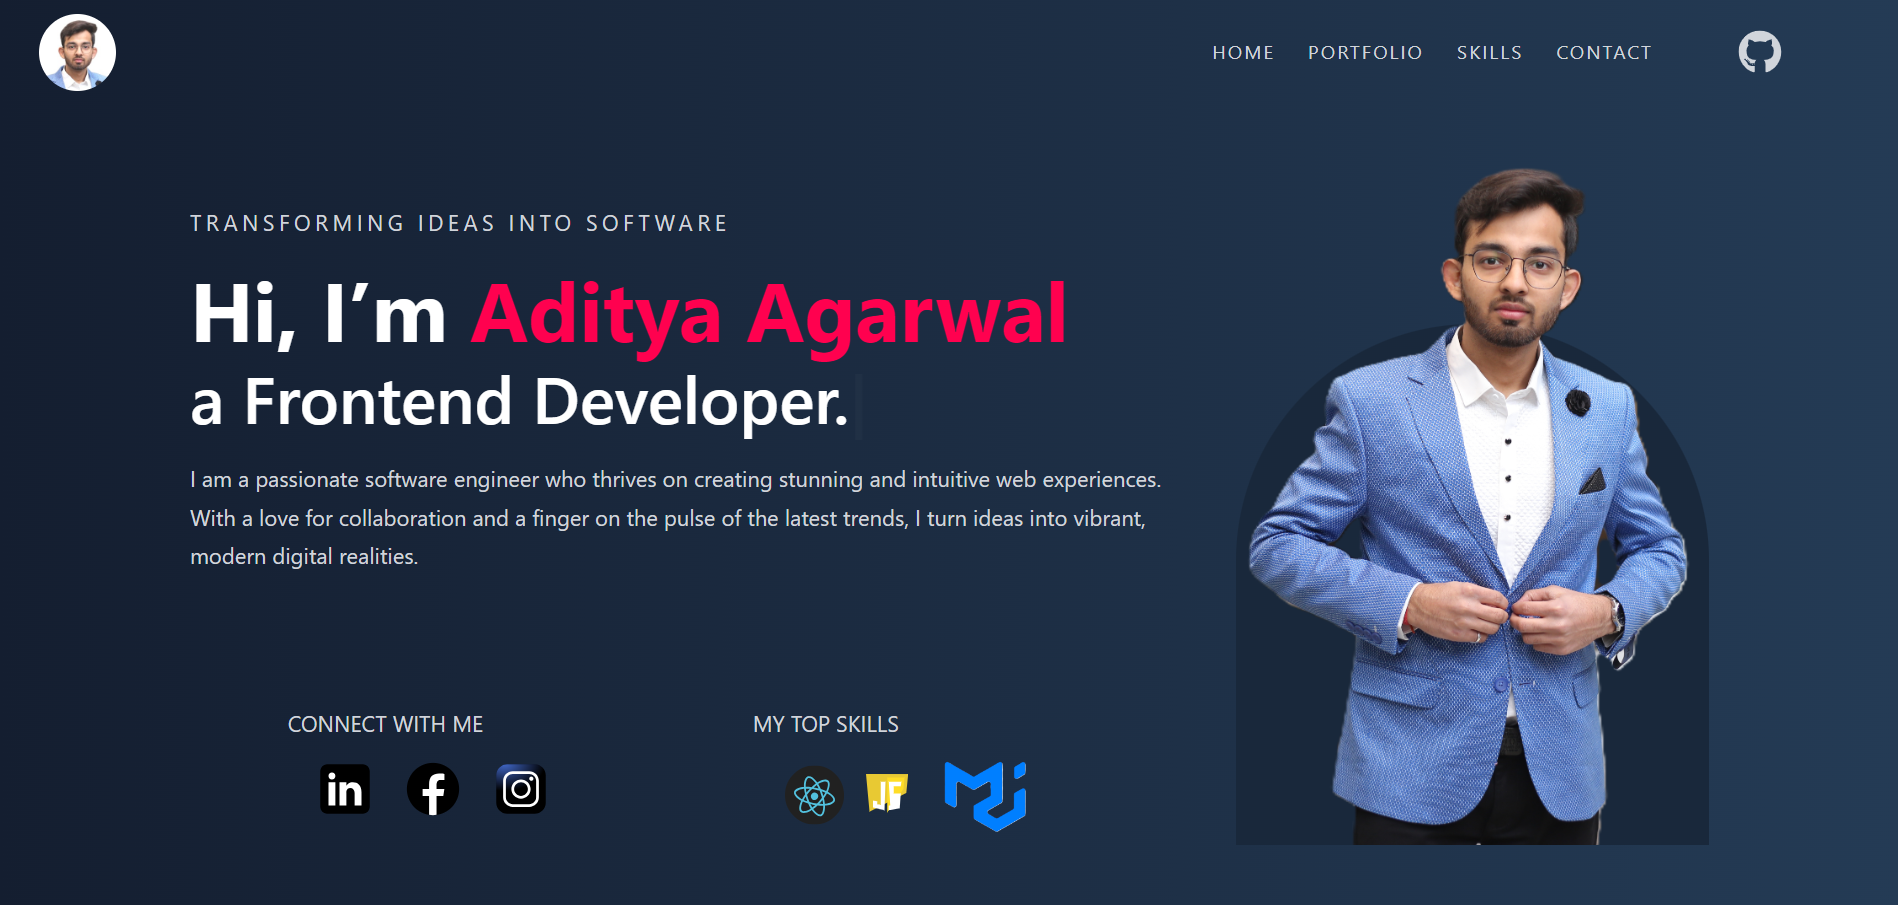 HOME PORTFOLIO SKILLS CONTACT
TRANSFORMING IDEAS INTO SOFTWARE
Hi, I’m Aditya Agarwal
a Frontend Developer.
I am a passionate software engineer who thrives on creating stunning and intuitive web experiences.
With a love for collaboration and a finger on the pulse of the latest trends, I turn ideas into vibrant,
modern digital realities.
CONNECT WITH ME
MY TOP SKILLS
in
f
JS